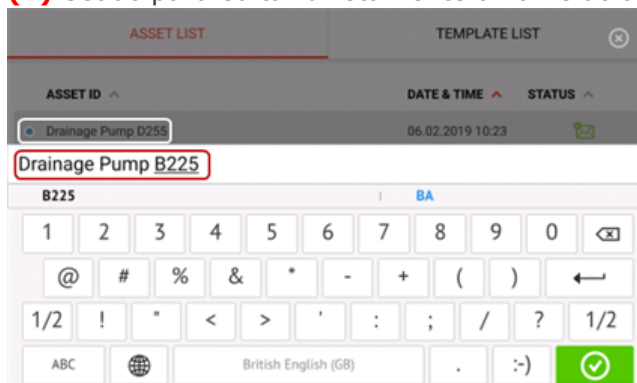 ASSET LIST TEMPLATE LIST
ASSET ID DATE & TIME STATUS
Drainage Pump D255 06.02.2019 10:23
Drainage Pump B225
B225 BA
1 2 3 4 5 6 7 8 9 0
@ # % & * - + ( )
1/2 ! " < > ' : ; / ? 1/2
ABC British English (GB) . :-)